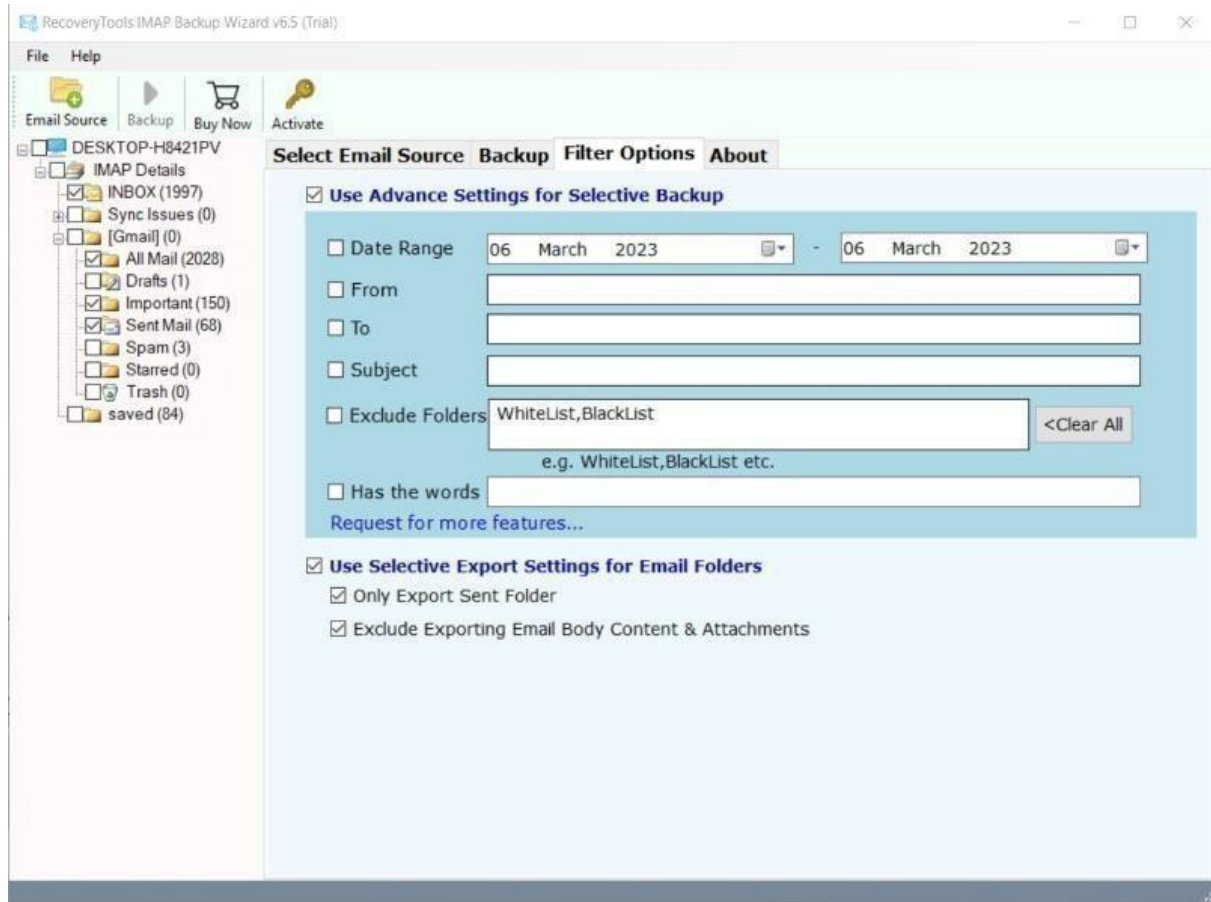 RecoveryTools IMAP Backup Wizard v6.5 (Trial)
File Help
Email Source Backup Buy Now Activate
DESKTOP-H8421PV
IMAP Details
INBOX (1997)
Sync Issues (0)
[Gmail] (0)
All Mail (2028)
Drafts (1)
Important (150)
Sent Mail (68)
Spam (3)
Starred (0)
Trash (0)
saved (84)
Select Email Source Backup Filter Options About
Use Advance Settings for Selective Backup
Date Range 06 March 2023 - 06 March 2023
From
To
Subject
Exclude Folders WhiteList,BlackList
<Clear All
e.g. WhiteList,BlackList etc.
Has the words
Request for more features...
Use Selective Export Settings for Email Folders
Only Export Sent Folder
Exclude Exporting Email Body Content & Attachments